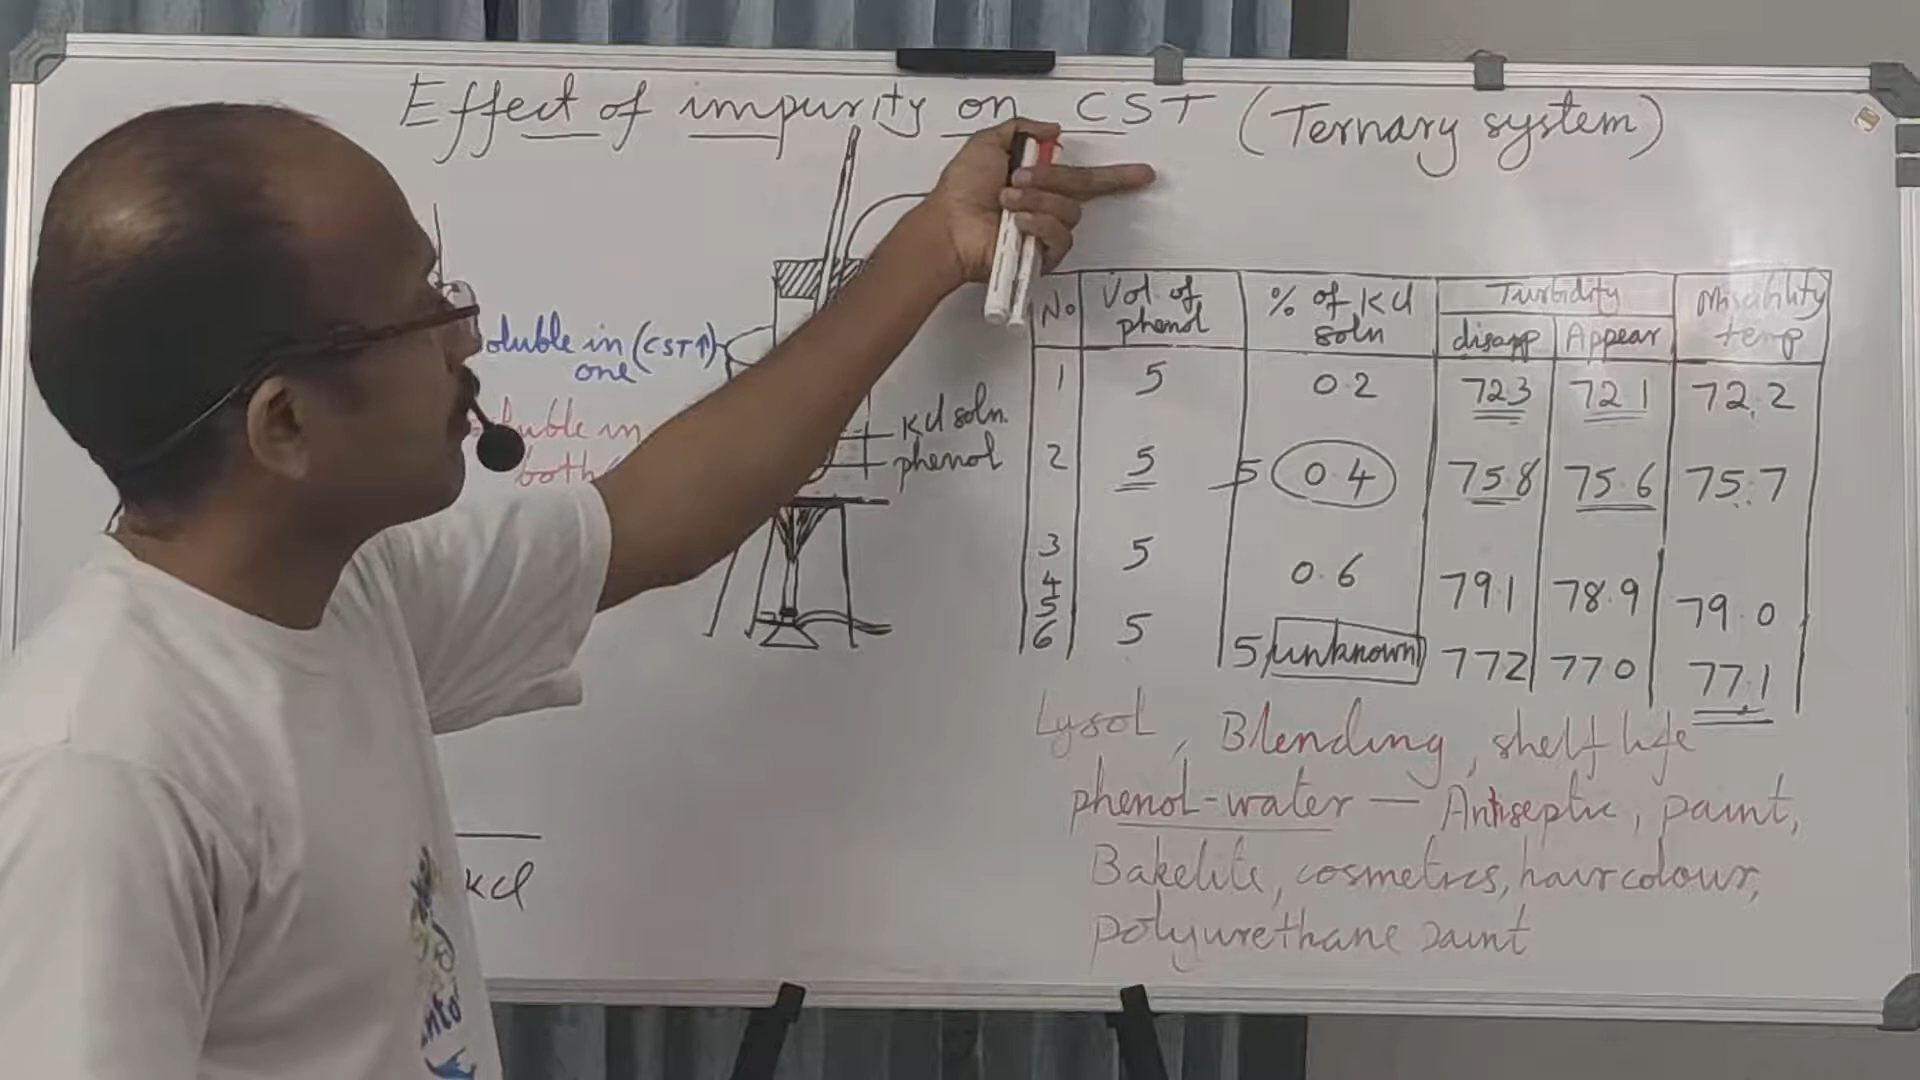 Effect of impurity on CST (Ternary system)
oluble in (CST↑)
one
uble in
both
KCl soln.
phenol
No Vol. of phenol % of KCl soln Turbidity Miscibility temp
disapp Appear
1 5 0.2 72.3 72.1 72.2
2 5 5 0.4 75.8 75.6 75.7
3 5 0.6 79.1 78.9 79.0
4
5
6 5 5 unknown 77.2 77.0 77.1
Lysol, Blending, shelf life
phenol-water — Antiseptic, paint,
Bakelite, cosmetics, hair colour,
polyurethane paint
KCl